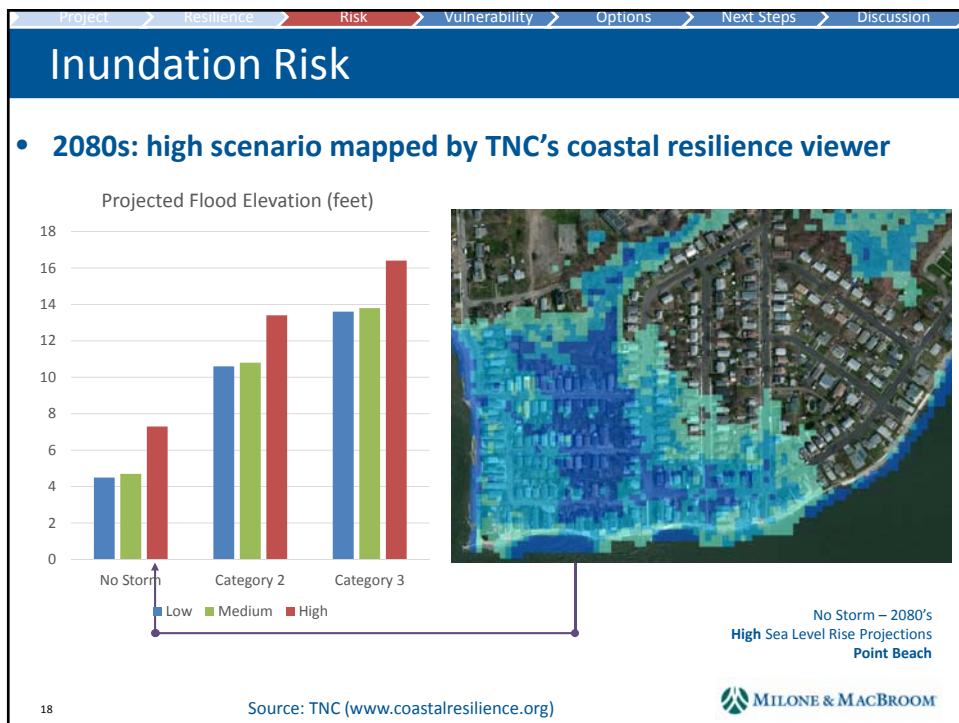 Project Resilience Risk Vulnerability Options Next Steps Discussion
Inundation Risk
• 2080s: high scenario mapped by TNC's coastal resilience viewer
Projected Flood Elevation (feet)
18
16
14
12
10
8
6
4
2
0
No Storm Category 2 Category 3
Low Medium High
No Storm – 2080's
High Sea Level Rise Projections
Point Beach
18
Source: TNC (www.coastalresilience.org)
MILONE & MACBROOM